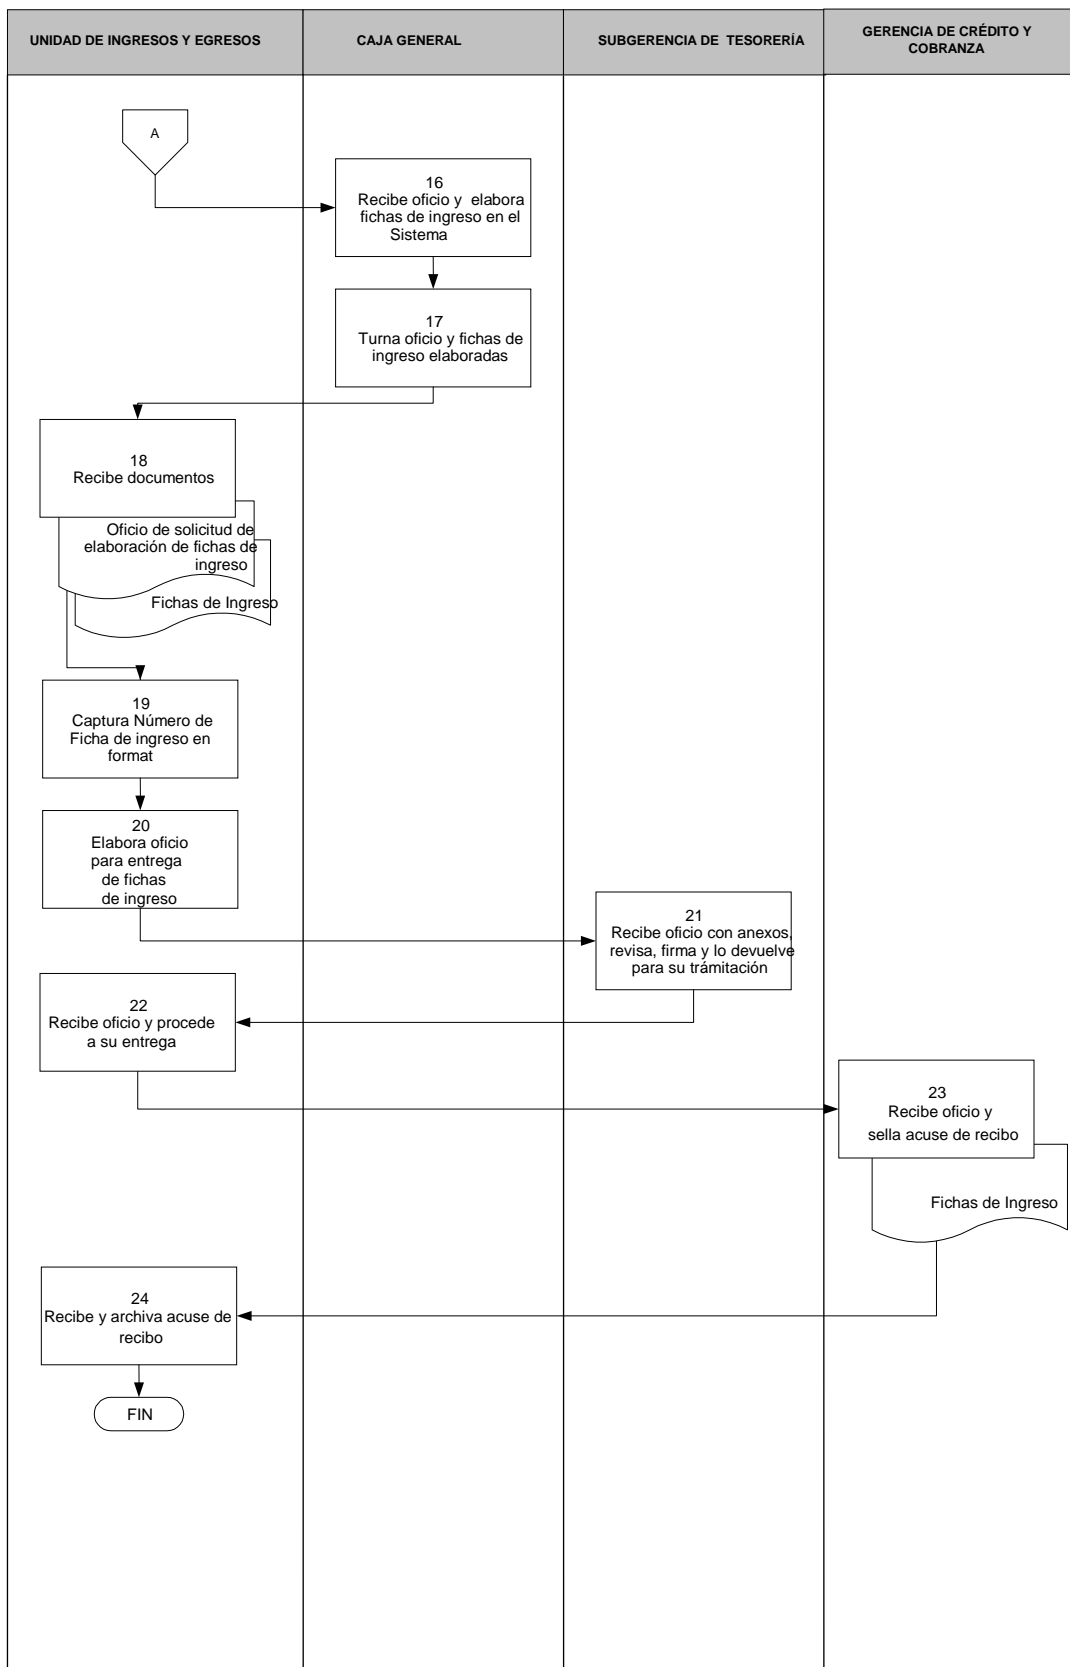 UNIDAD DE INGRESOS Y EGRESOS
CAJA GENERAL
SUBGERENCIA DE TESORERÍA
GERENCIA DE CRÉDITO Y
COBRANZA
A
16
Recibe oficio y elabora
fichas de ingreso en el
Sistema
17
Turna oficio y fichas de
ingreso elaboradas
18
Recibe documentos
Oficio de solicitud de
elaboración de fichas de
ingreso
Fichas de Ingreso
19
Captura Número de
Ficha de ingreso en
format
20
Elabora oficio
para entrega
de fichas
de ingreso
21
Recibe oficio con anexos,
revisa, firma y lo devuelve
para su trámitación
22
Recibe oficio y procede
a su entrega
23
Recibe oficio y
sella acuse de recibo
Fichas de Ingreso
24
Recibe y archiva acuse de
recibo
FIN